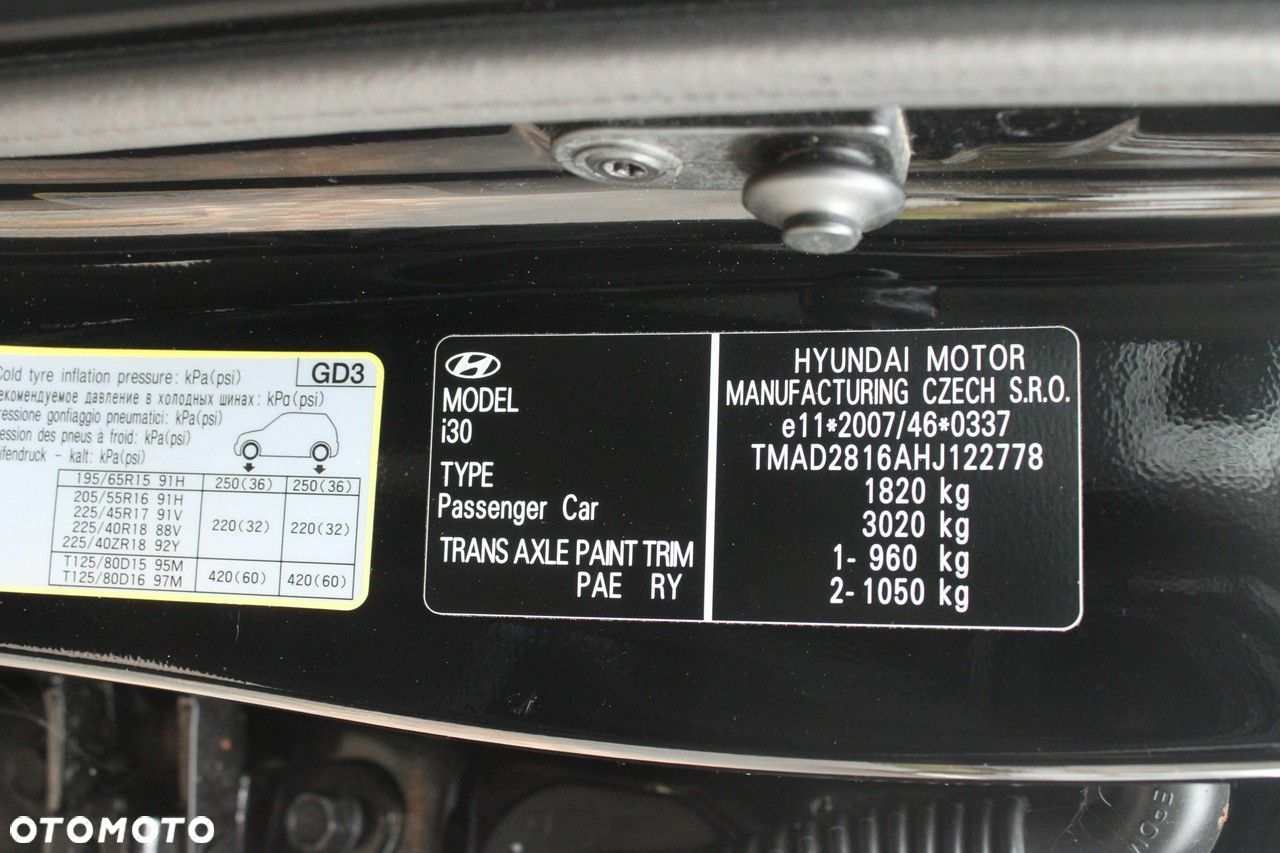 Cold tyre inflation pressure: kPa(psi)
GD3
рекомендуемое давление в холодных шинах: kPa(psi)
pressione gonfiaggio pneumatici: kPa(psi)
ression des pneus à froid: kPa(psi)
ifendruck - kalt: kPa(psi)
195/65R15 91H 250(36) 250(36)
205/55R16 91H
225/45R17 91V
225/40R18 88V
225/40ZR18 92Y
220(32) 220(32)
T125/80D15 95M
T125/80D16 97M
420(60) 420(60)
MODEL
i30
TYPE
Passenger Car
TRANS AXLE PAINT TRIM
PAE RY
HYUNDAI MOTOR
MANUFACTURING CZECH S.R.O.
e11*2007/46*0337
TMAD2816AHJ122778
1820 kg
3020 kg
1- 960 kg
2- 1050 kg
OTOMOTO